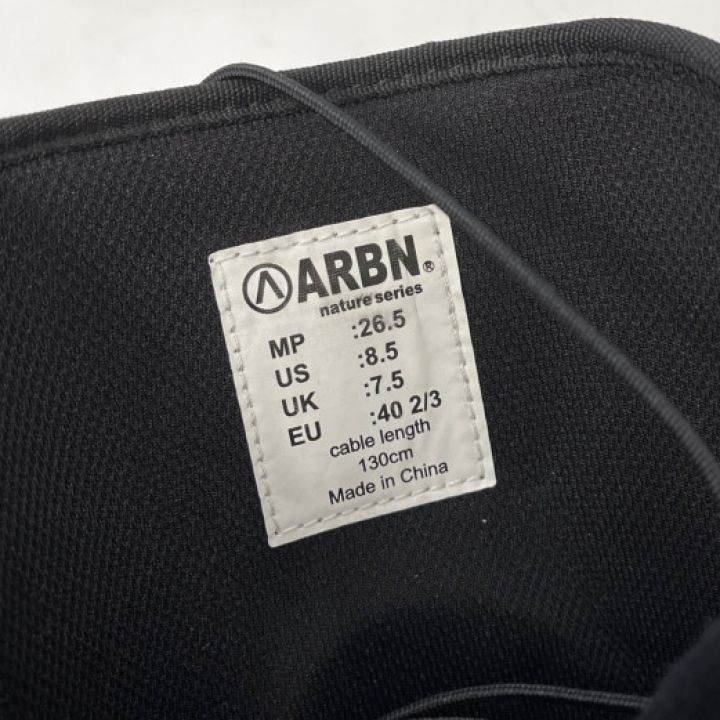 ARBN®
nature series
MP :26.5
US :8.5
UK :7.5
EU :40 2/3
cable length
130cm
Made in China